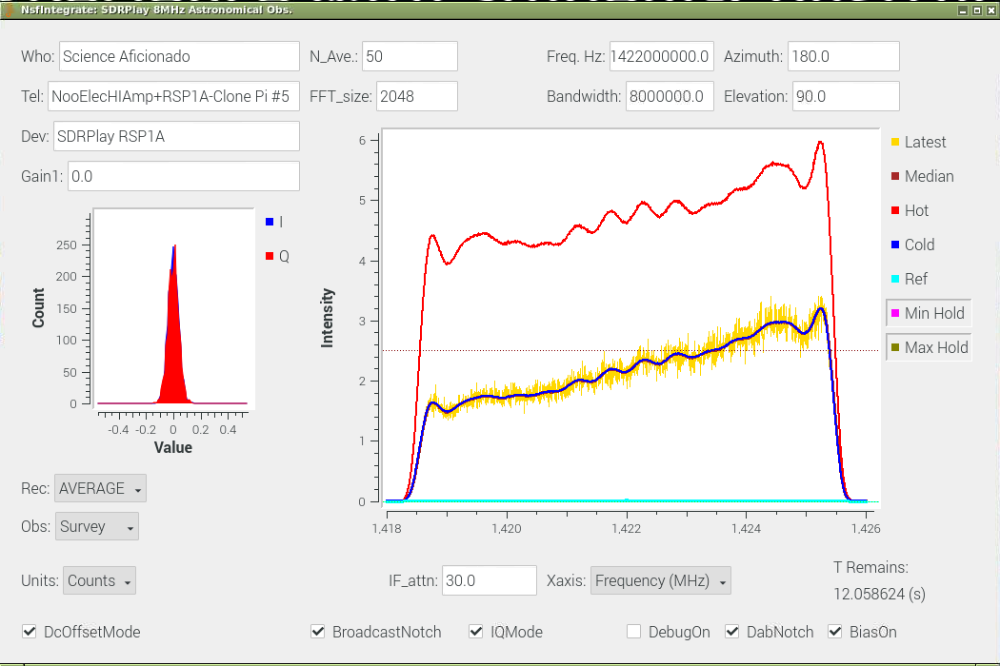 NsfIntegrate: SDRPlay 8MHz Astronomical Obs.
Who: Science Aficionado N_Ave.: 50 Freq. Hz: 1422000000.0 Azimuth: 180.0
Tel: NooElecHIAmp+RSP1A-Clone Pi #5 FFT_size: 2048 Bandwidth: 8000000.0 Elevation: 90.0
Dev: SDRPlay RSP1A
Gain1: 0.0
I
Q
250
200
150
100
50
0
Count
-0.4 -0.2 0 0.2 0.4
Value
6
5
4
3
2
1
0
Intensity
1,418 1,420 1,422 1,424 1,426
Latest
Median
Hot
Cold
Ref
Min Hold
Max Hold
Rec: AVERAGE
Obs: Survey
Units: Counts IF_attn: 30.0 Xaxis: Frequency (MHz) T Remains:
12.058624 (s)
DcOffsetMode BroadcastNotch IQMode DebugOn DabNotch BiasOn